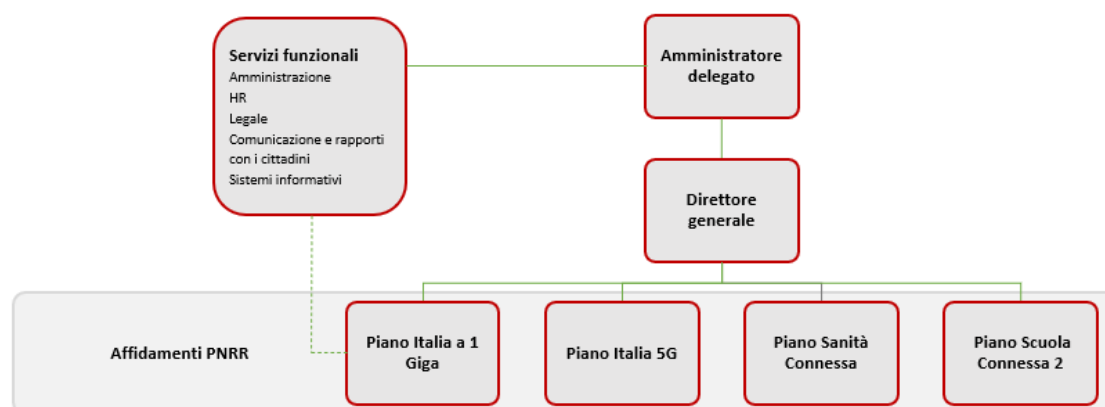 Servizi funzionali
Amministrazione
HR
Legale
Comunicazione e rapporti
con i cittadini
Sistemi informativi
Amministratore
delegato
Direttore
generale
Affidamenti PNRR
Piano Italia a 1
Giga
Piano Italia 5G
Piano Sanità
Connessa
Piano Scuola
Connessa 2